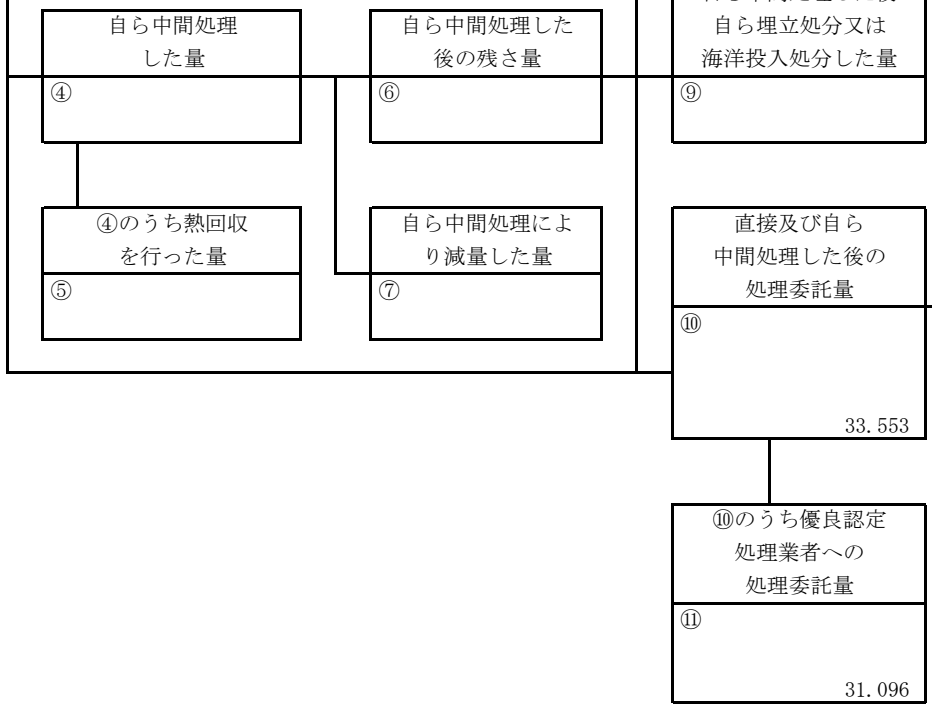 自ら中間処理
した量
④
自ら中間処理した
後の残さ量
⑥
自ら埋立処分又は
海洋投入処分した量
⑨
④のうち熱回収
を行った量
⑤
自ら中間処理によ
り減量した量
⑦
直接及び自ら
中間処理した後の
処理委託量
⑩
33.553
⑩のうち優良認定
処理業者への
処理委託量
⑪
31.096